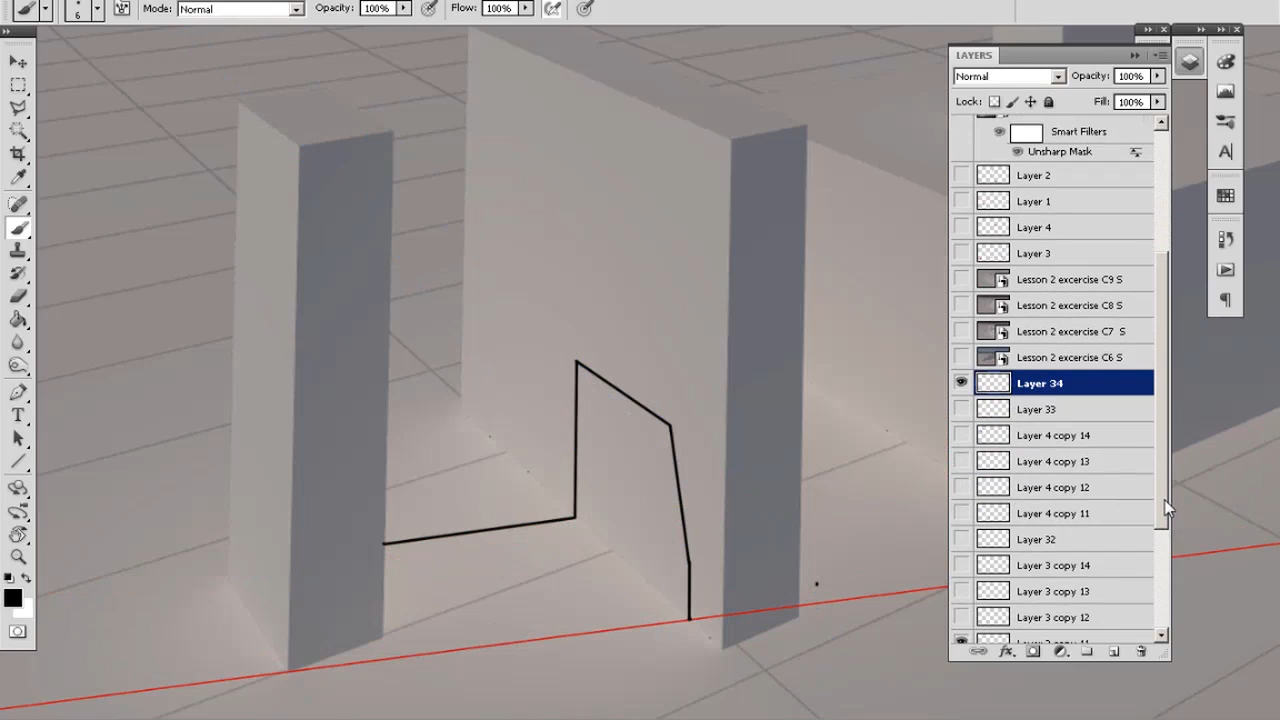 6
Mode: Normal
Opacity: 100%
Flow: 100%
LAYERS
Normal
Opacity: 100%
Lock:
Fill: 100%
Smart Filters
Unsharp Mask
Layer 2
Layer 1
Layer 4
Layer 3
Lesson 2 excercise C9 S
Lesson 2 excercise C8 S
Lesson 2 excercise C7 S
Lesson 2 excercise C6 S
Layer 34
Layer 33
Layer 4 copy 14
Layer 4 copy 13
Layer 4 copy 12
Layer 4 copy 11
Layer 32
Layer 3 copy 14
Layer 3 copy 13
Layer 3 copy 12